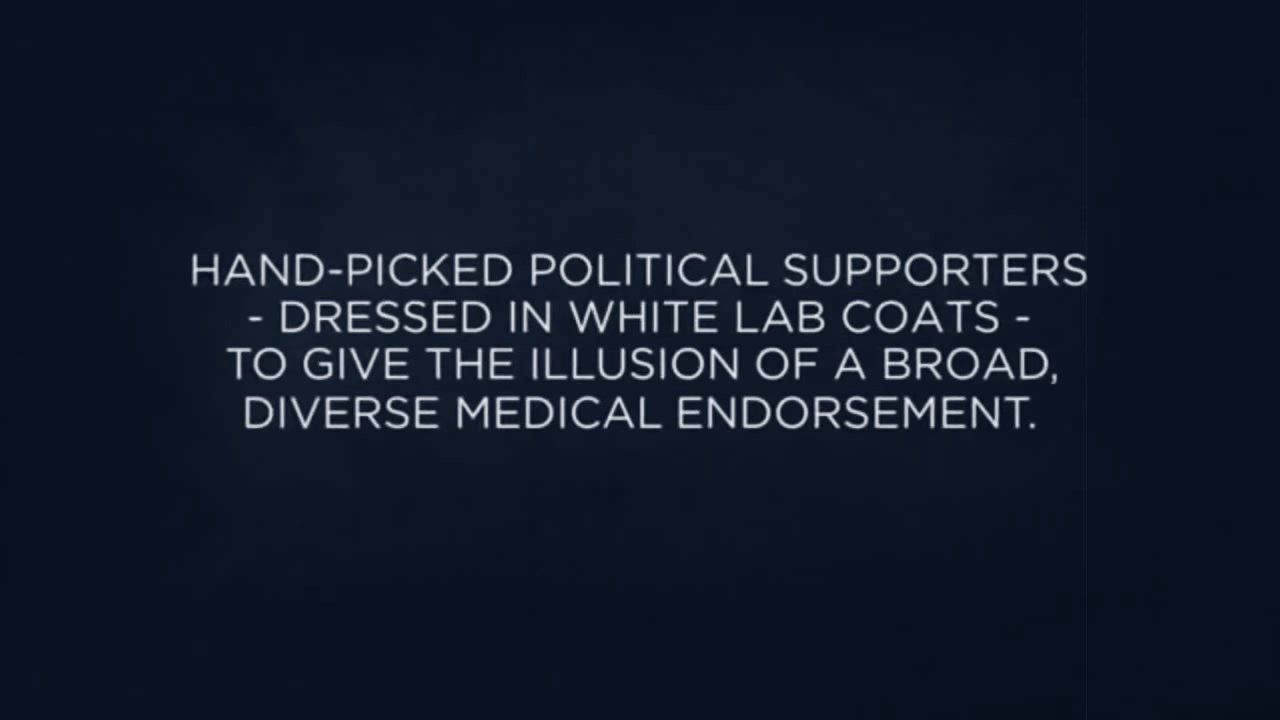 HAND-PICKED POLITICAL SUPPORTERS
- DRESSED IN WHITE LAB COATS -
TO GIVE THE ILLUSION OF A BROAD,
DIVERSE MEDICAL ENDORSEMENT.